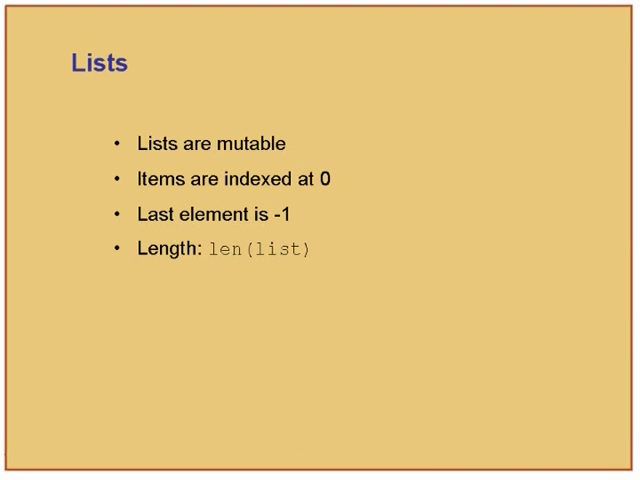 Lists
• Lists are mutable
• Items are indexed at 0
• Last element is -1
• Length: len(list)